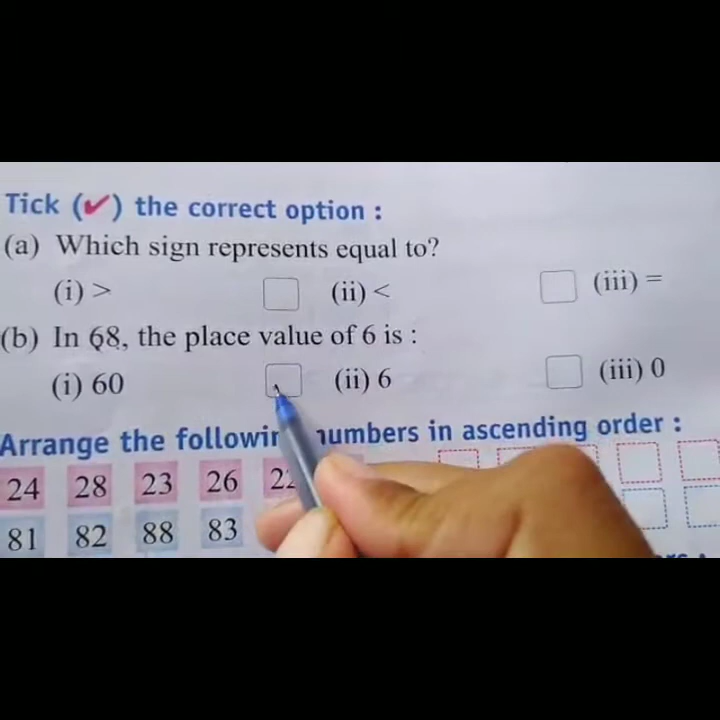 Tick (✔) the correct option :
(a) Which sign represents equal to?
(i) > (ii) < (iii) =
(b) In 68, the place value of 6 is :
(i) 60 (ii) 6 (iii) 0
Arrange the following numbers in ascending order :
24 28 23 26
81 82 88 83